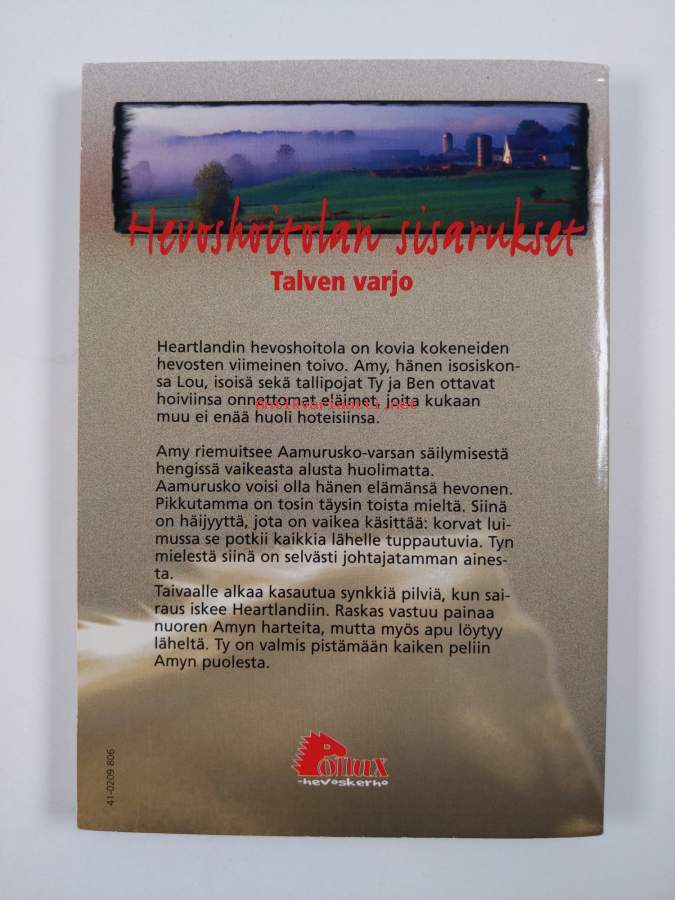 Hevoshoitolan sisarukset
Talven varjo
Heartlandin hevoshoitola on kovia kokeneiden
hevosten viimeinen toivo. Amy, hänen isosiskon-
sa Lou, isoisä sekä tallipojat Ty ja Ben ottavat
hoiviinsa onnettomat eläimet, joita kukaan
Antikvariaatti.net
muu ei enää huoli hoteisiinsa.
Amy riemuitsee Aamurusko-varsan säilymisestä
hengissä vaikeasta alusta huolimatta.
Aamurusko voisi olla hänen elämänsä hevonen.
Pikkutamma on tosin täysin toista mieltä. Siinä
on häijyyttä, jota on vaikea käsittää: korvat lui-
mussa se potkii kaikkia lähelle tuppautuvia. Tyn
mielestä siinä on selvästi johtajatamman aines-
ta.
Taivaalle alkaa kasautua synkkiä pilviä, kun sai-
raus iskee Heartlandiin. Raskas vastuu painaa
nuoren Amyn harteita, mutta myös apu löytyy
läheltä. Ty on valmis pistämään kaiken peliin
Amyn puolesta.
Pollux
-hevoskerho
41-0209 806